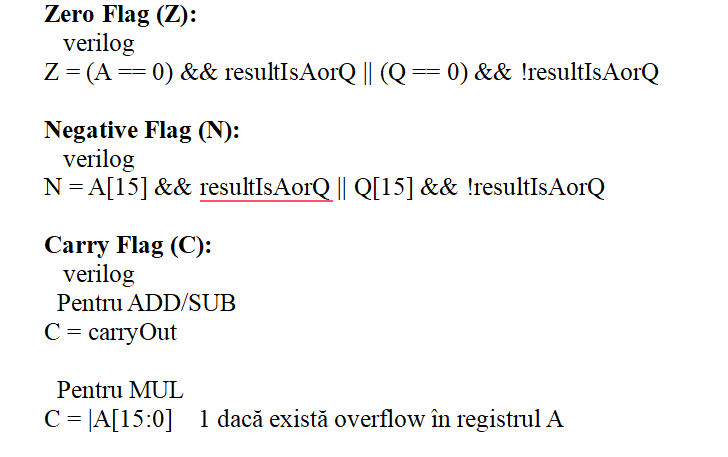 Zero Flag (Z):
verilog
Z = (A == 0) && resultIsAorQ || (Q == 0) && !resultIsAorQ
Negative Flag (N):
verilog
N = A[15] && resultIsAorQ || Q[15] && !resultIsAorQ
Carry Flag (C):
verilog
Pentru ADD/SUB
C = carryOut
Pentru MUL
C = |A[15:0] 1 dacă există overflow în registrul A